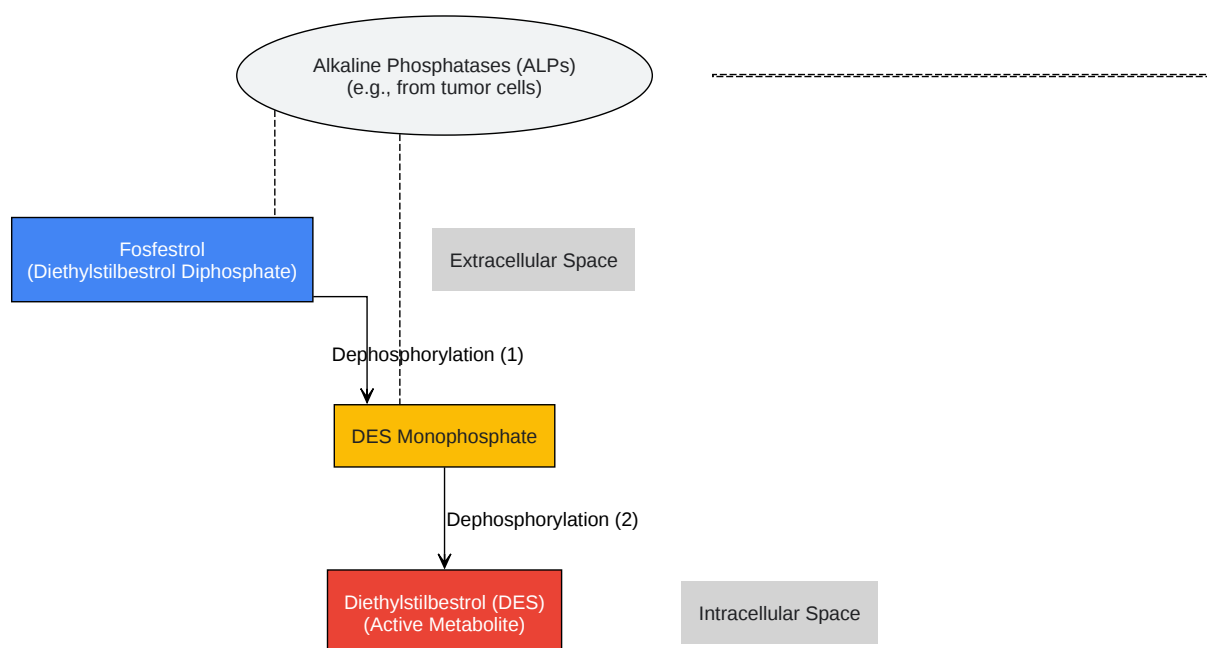 Alkaline Phosphatases (ALPs)
(e.g., from tumor cells)
Fosfestrol
(Diethylstilbestrol Diphosphate)
Extracellular Space
Dephosphorylation (1)
DES Monophosphate
Dephosphorylation (2)
Diethylstilbestrol (DES)
(Active Metabolite)
Intracellular Space